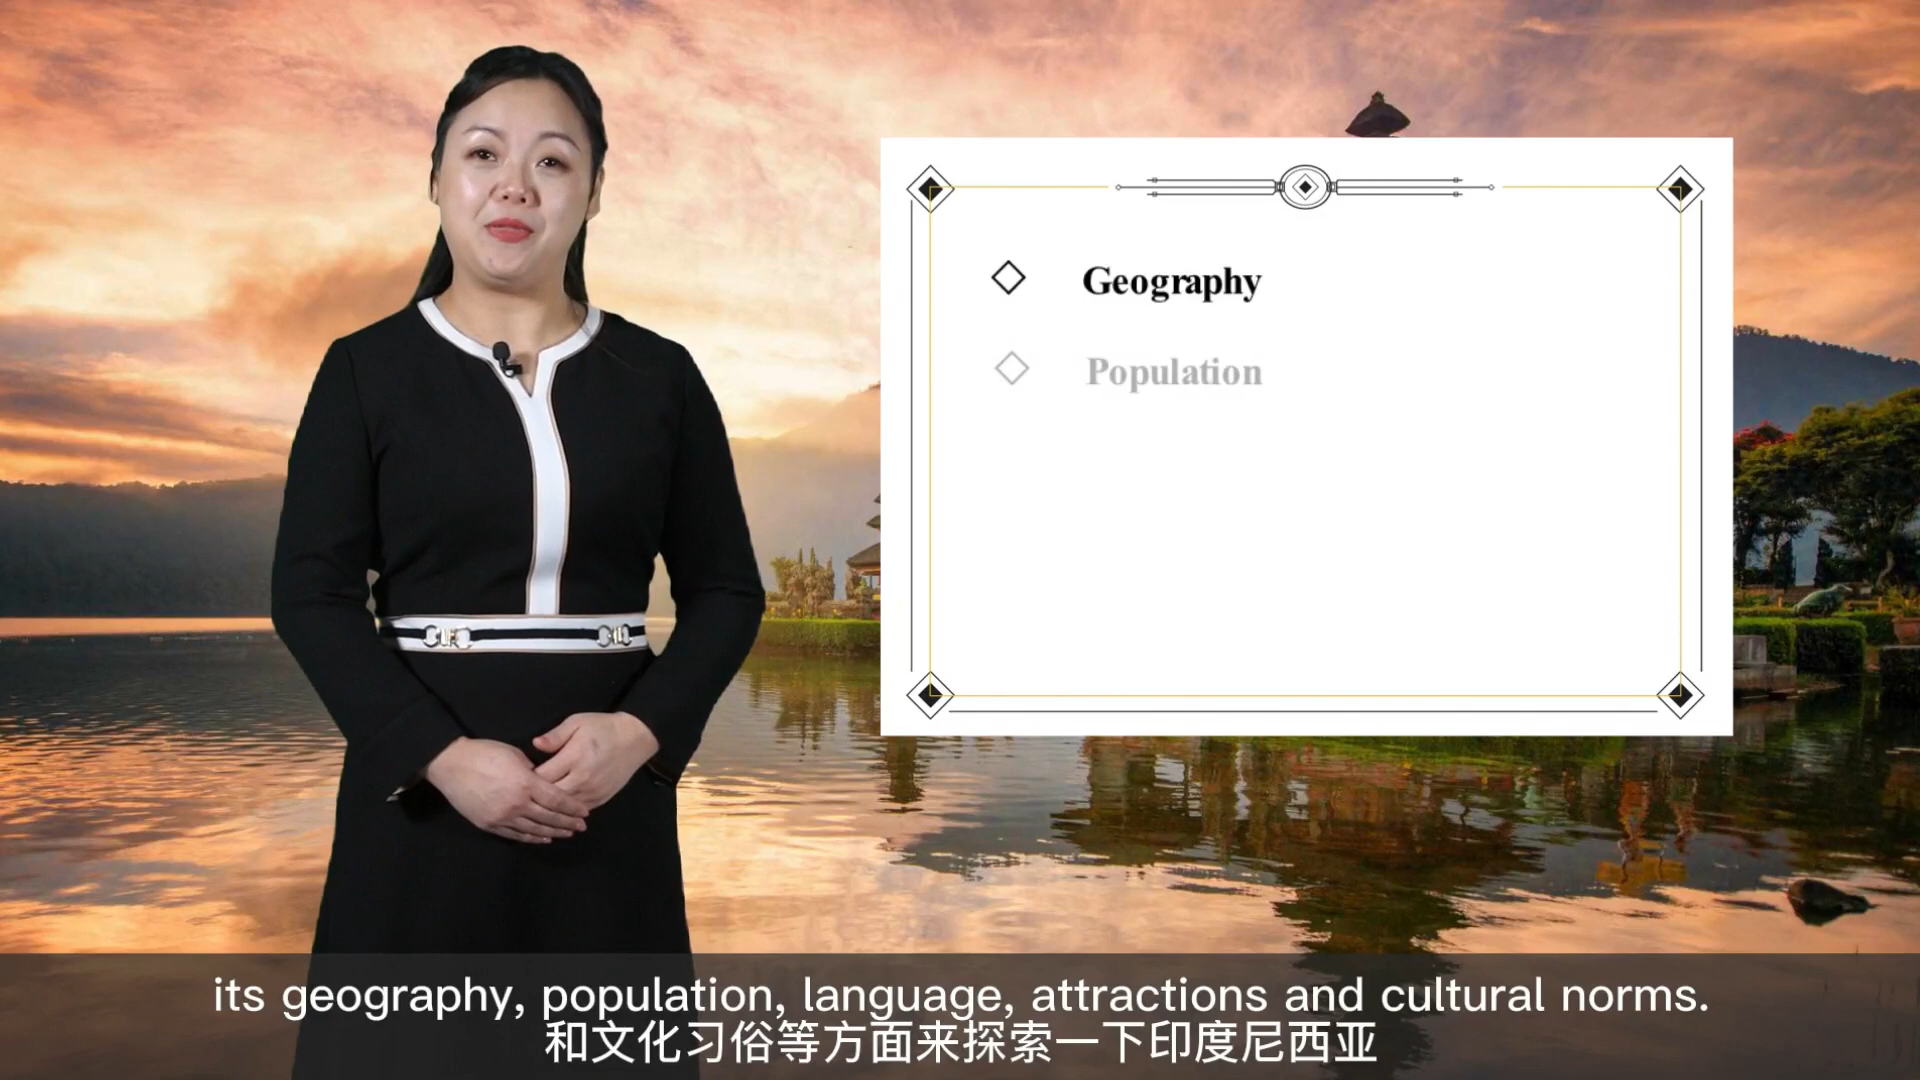 Geography
Population
its geography, population, language, attractions and cultural norms.
和文化习俗等方面来探索一下印度尼西亚